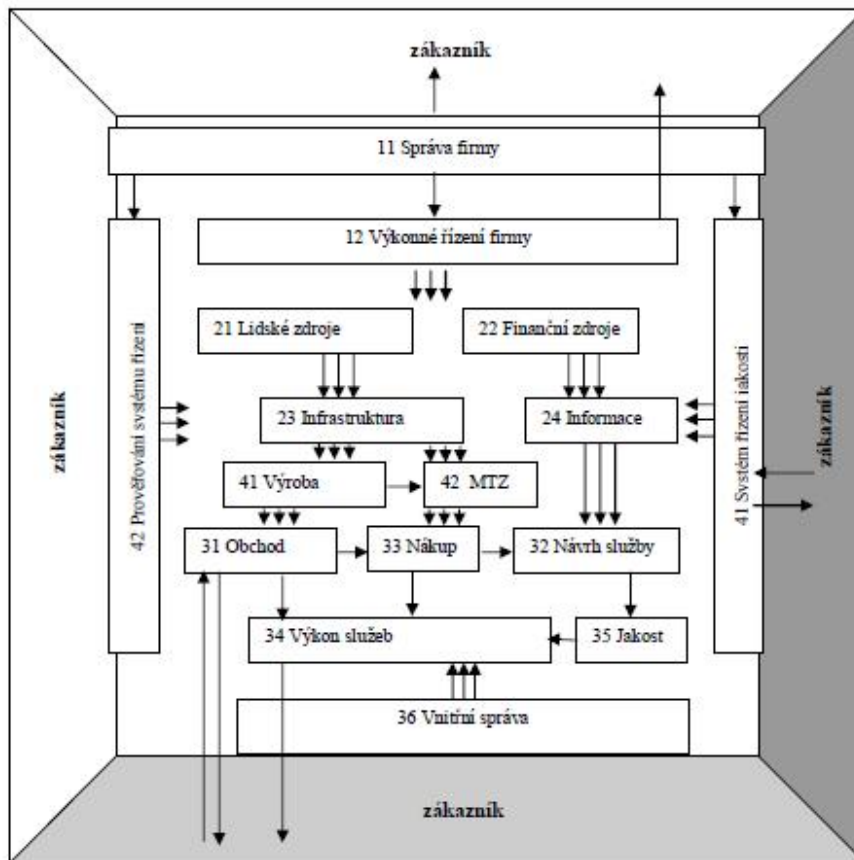 zákazník
11 Správa firmy
12 Výkonné řízení firmy
21 Lidské zdroje
22 Finanční zdroje
42 Prověřování systému řízení
zákazník
23 Infrastruktura
24 Informace
41 Systém řízení jakosti
zákazník
41 Výroba
42 MTZ
31 Obchod
33 Nákup
32 Návrh služby
34 Výkon služeb
35 Jakost
36 Vnitřní správa
zákazník